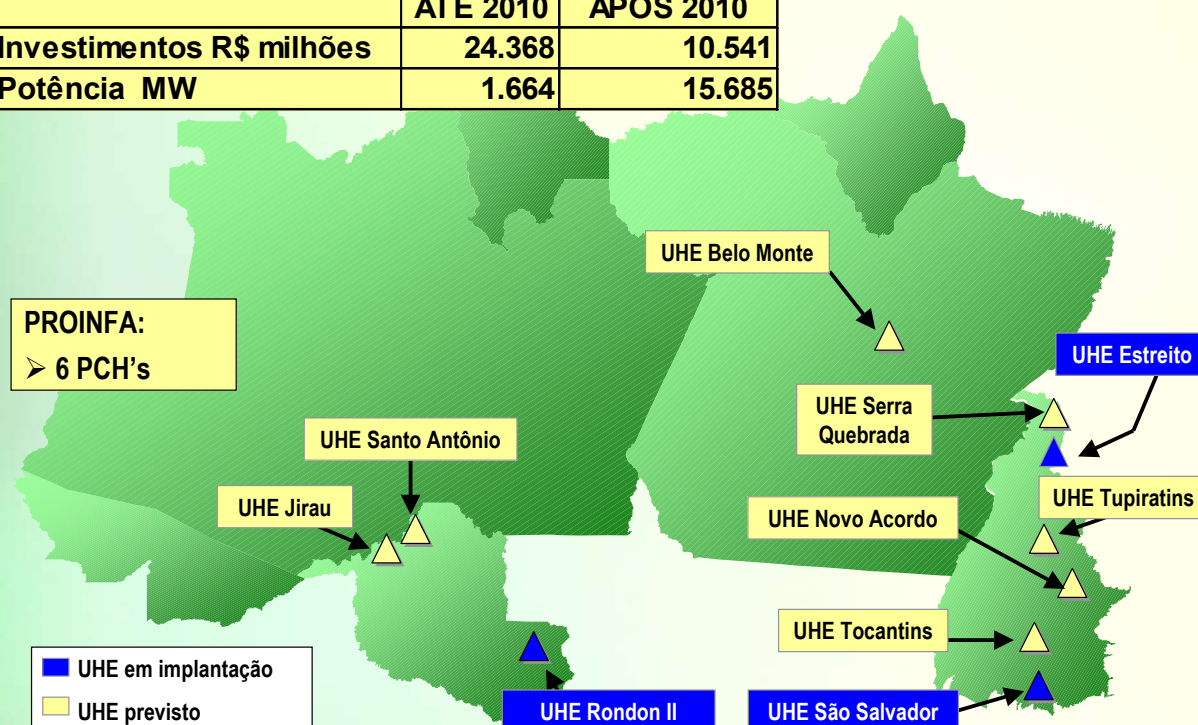 ATÉ 2010 APÓS 2010
Investimentos R$ milhões 24.368 10.541
Potência MW 1.664 15.685
UHE Belo Monte
PROINFA:
➢ 6 PCH's
UHE Estreito
UHE Serra
Quebrada
UHE Santo Antônio
UHE Jirau
UHE Tupiratins
UHE Novo Acordo
UHE Tocantins
UHE em implantação
UHE previsto
UHE Rondon II
UHE São Salvador